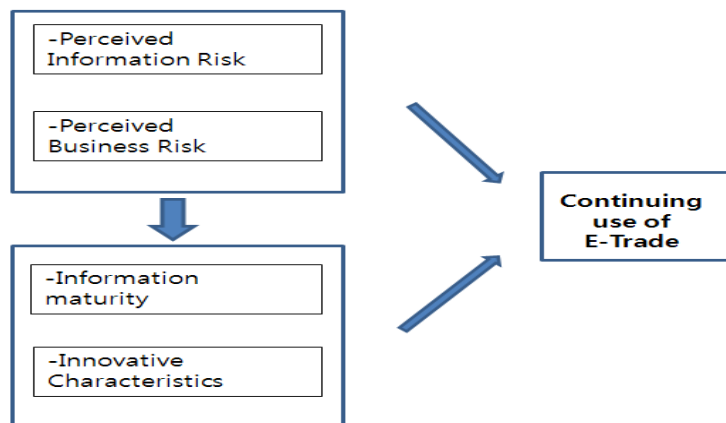 -Perceived
Information Risk
-Perceived
Business Risk
Continuing
use of
E-Trade
-Information
maturity
-Innovative
Characteristics